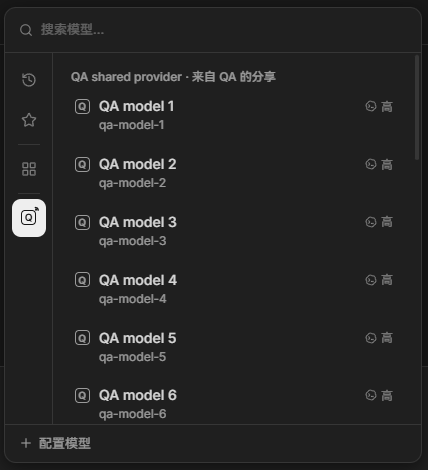 搜索模型...
QA shared provider · 来自 QA 的分享
Q QA model 1 高
qa-model-1
Q QA model 2 高
qa-model-2
Q QA model 3 高
qa-model-3
Q QA model 4 高
qa-model-4
Q QA model 5 高
qa-model-5
Q QA model 6 高
qa-model-6
Q
+ 配置模型